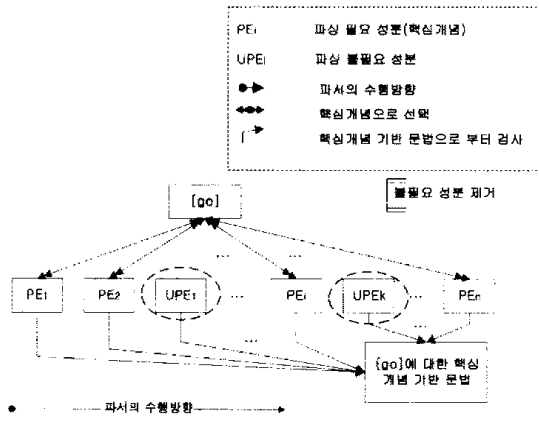 PEi 파싱 필요 성분(핵심개념)
UPEj 파싱 불필요 성분
파서의 수행방향
핵심개념으로 선택
핵심개념 기반 문법으로 부터 검사
불필요 성분 제거
[go]
... ...
PE1 PE2 UPE1 ... PEi UPEk ... PEn
... ...
[go]에 대한 핵심
개념 기반 문법
파서의 수행방향